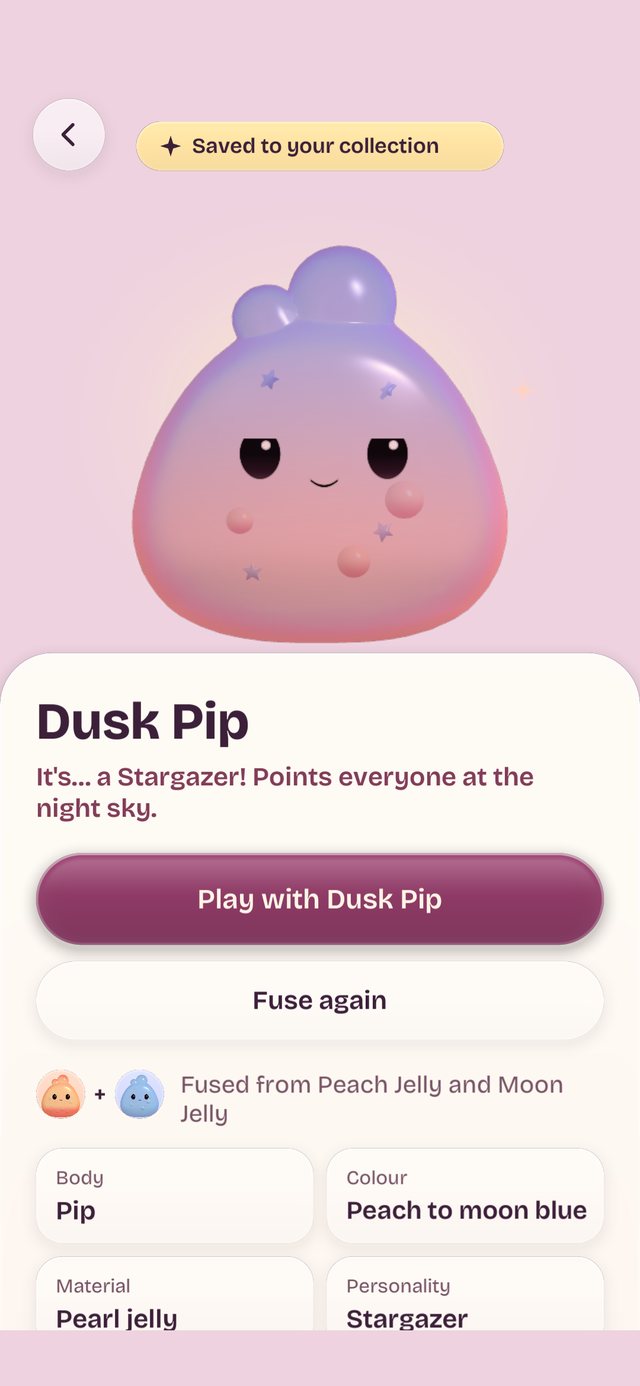 Saved to your collection
Dusk Pip
It's... a Stargazer! Points everyone at the
night sky.
Play with Dusk Pip
Fuse again
+
Fused from Peach Jelly and Moon
Jelly
Body
Pip
Colour
Peach to moon blue
Material
Pearl jelly
Personality
Stargazer